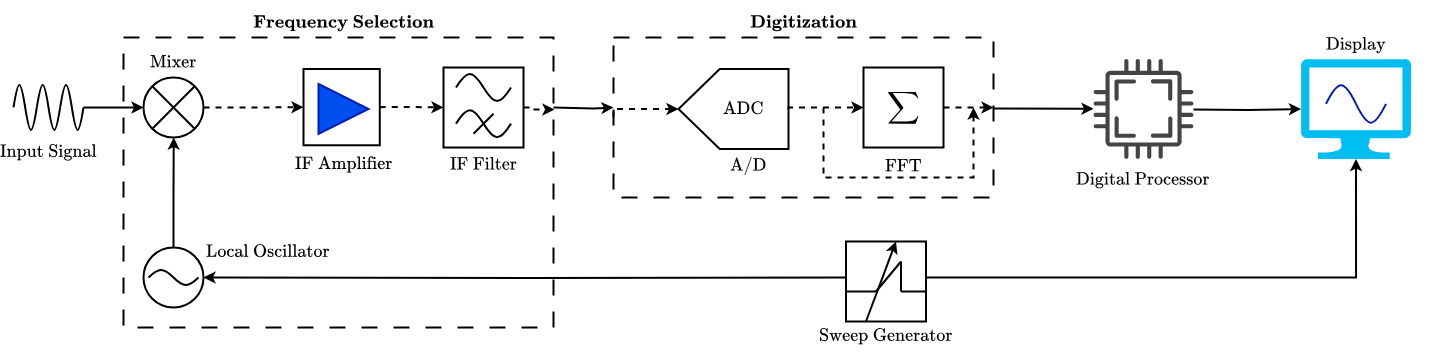 Frequency Selection
Digitization
Mixer
Display
ADC
Input Signal
IF Amplifier
IF Filter
A/D
Σ
FFT
Digital Processor
Local Oscillator
Sweep Generator